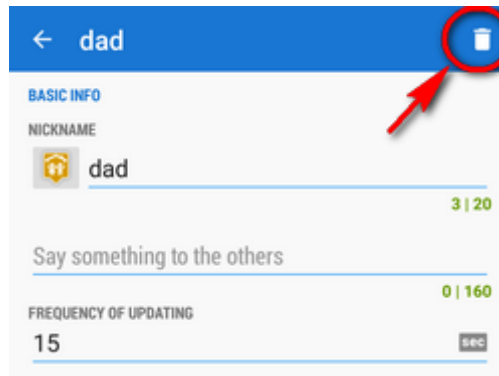 dad
BASIC INFO
NICKNAME
dad
3 | 20
Say something to the others
0 | 160
FREQUENCY OF UPDATING
15 sec